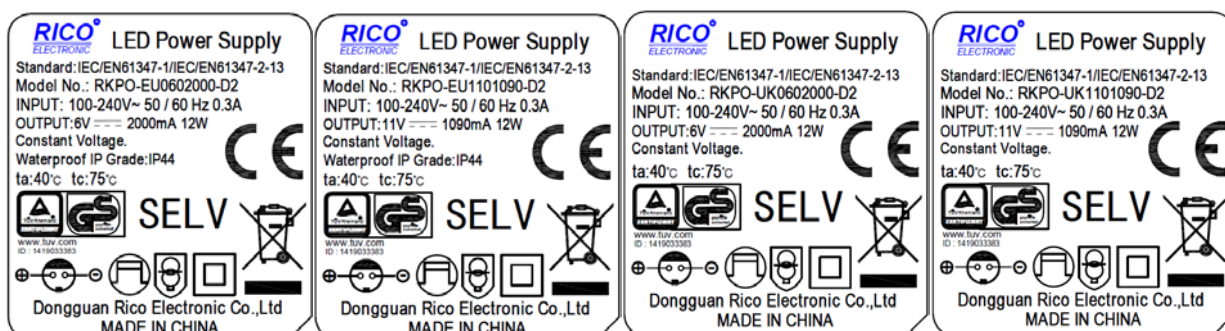 RICO
ELECTRONIC
LED Power Supply
Standard:IEC/EN61347-1/IEC/EN61347-2-13
Model No.: RKPO-EU0602000-D2
INPUT: 100-240V~ 50 / 60 Hz 0.3A
OUTPUT:6V 2000mA 12W
Constant Voltage.
Waterproof IP Grade:IP44
ta:40℃ tc:75℃
SELV
www.tuv.com
ID : 1419033383
Dongguan Rico Electronic Co.,Ltd
MADE IN CHINA
RICO
ELECTRONIC
LED Power Supply
Standard:IEC/EN61347-1/IEC/EN61347-2-13
Model No.: RKPO-EU1101090-D2
INPUT: 100-240V~ 50 / 60 Hz 0.3A
OUTPUT:11V 1090mA 12W
Constant Voltage.
Waterproof IP Grade:IP44
ta:40℃ tc:75℃
SELV
www.tuv.com
ID : 1419033383
Dongguan Rico Electronic Co.,Ltd
MADE IN CHINA
RICO
ELECTRONIC
LED Power Supply
Standard:IEC/EN61347-1/IEC/EN61347-2-13
Model No.: RKPO-UK0602000-D2
INPUT: 100-240V~ 50 / 60 Hz 0.3A
OUTPUT:6V 2000mA 12W
Constant Voltage.
ta:40℃ tc:75℃
SELV
www.tuv.com
ID : 1419033383
Dongguan Rico Electronic Co.,Ltd
MADE IN CHINA
RICO
ELECTRONIC
LED Power Supply
Standard:IEC/EN61347-1/IEC/EN61347-2-13
Model No.: RKPO-UK1101090-D2
INPUT: 100-240V~ 50 / 60 Hz 0.3A
OUTPUT:11V 1090mA 12W
Constant Voltage.
ta:40℃ tc:75℃
SELV
www.tuv.com
ID : 1419033383
Dongguan Rico Electronic Co.,Ltd
MADE IN CHINA